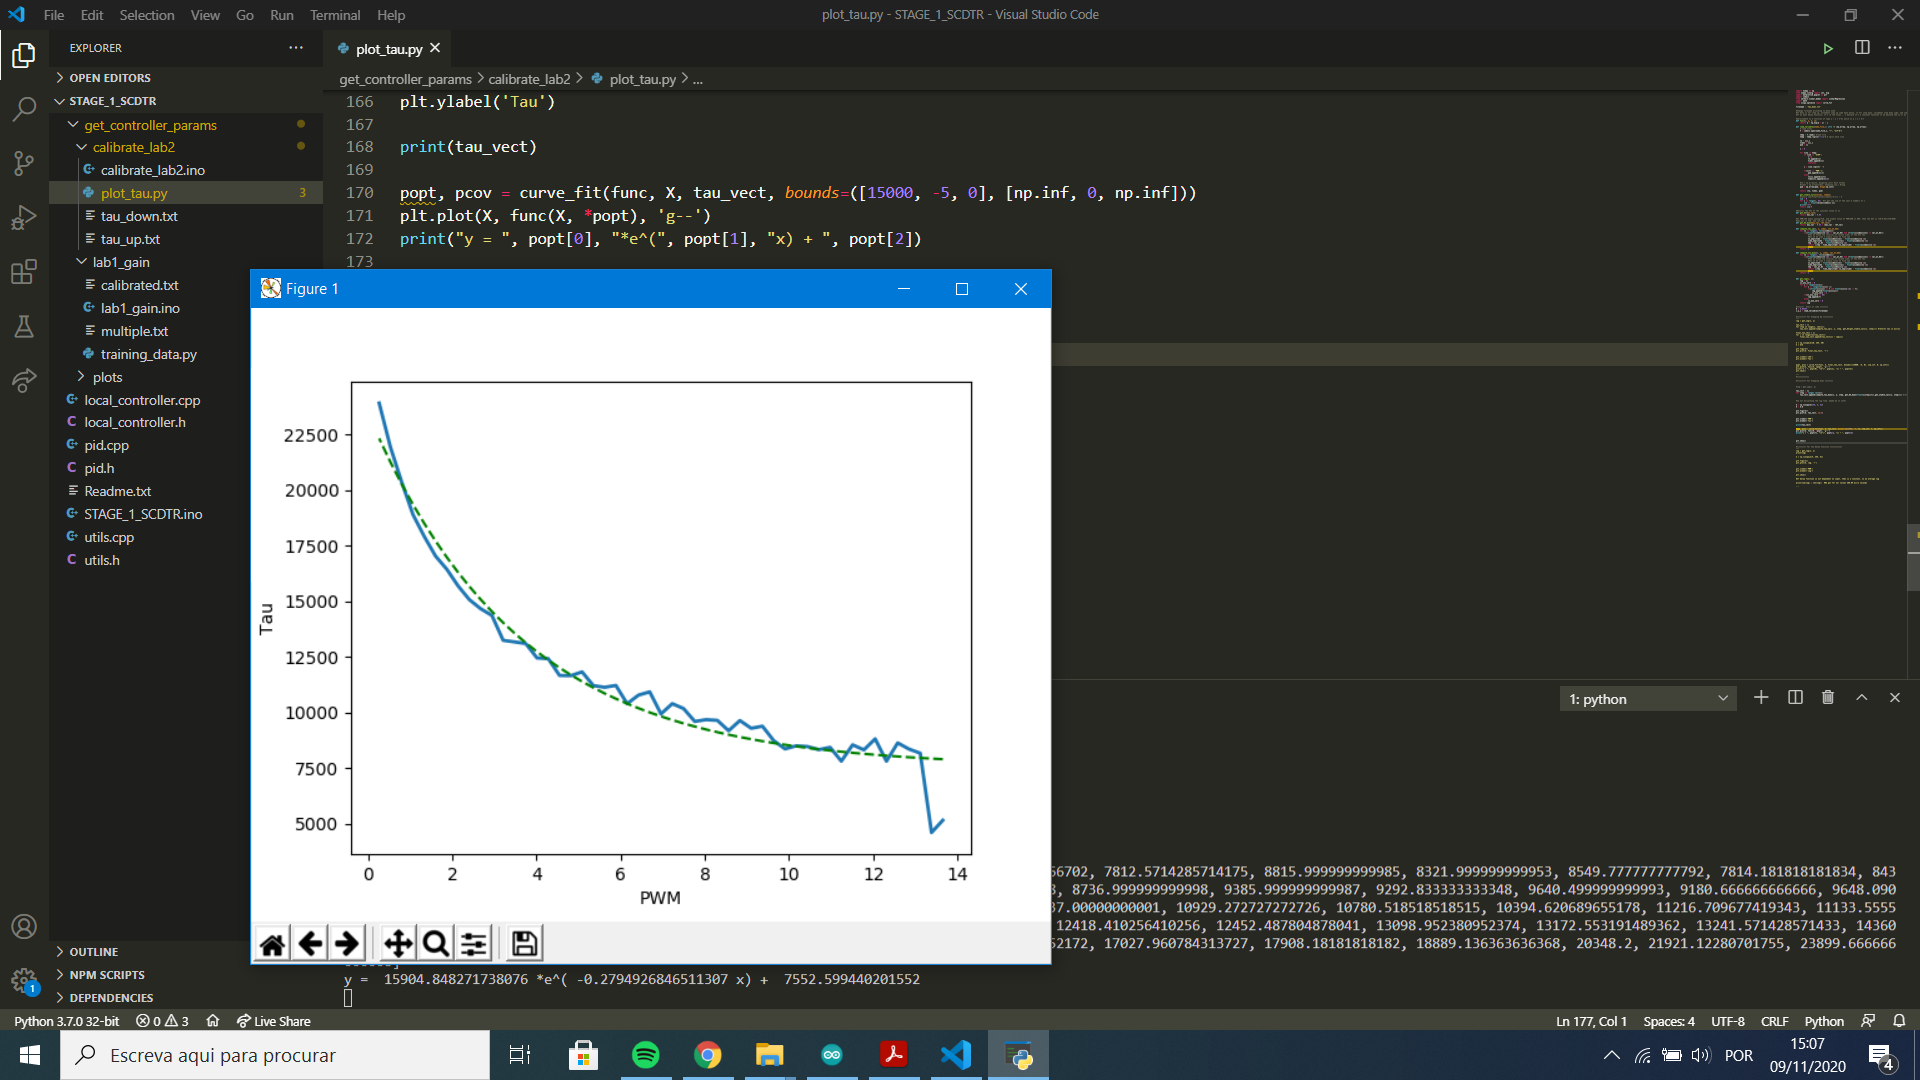 File Edit Selection View Go Run Terminal Help
plot_tau.py - STAGE_1_SCDTR - Visual Studio Code
EXPLORER
OPEN EDITORS
STAGE_1_SCDTR
get_controller_params
calibrate_lab2
calibrate_lab2.ino
plot_tau.py 3
tau_down.txt
tau_up.txt
lab1_gain
calibrated.txt
lab1_gain.ino
multiple.txt
training_data.py
plots
local_controller.cpp
local_controller.h
pid.cpp
pid.h
Readme.txt
STAGE_1_SCDTR.ino
utils.cpp
utils.h
OUTLINE
NPM SCRIPTS
DEPENDENCIES
plot_tau.py
get_controller_params > calibrate_lab2 > plot_tau.py > ...
166 plt.ylabel('Tau')
167
168 print(tau_vect)
169
170 popt, pcov = curve_fit(func, X, tau_vect, bounds=([15000, -5, 0], [np.inf, 0, np.inf]))
171 plt.plot(X, func(X, *popt), 'g--')
172 print("y = ", popt[0], "*e^(", popt[1], "x) + ", popt[2])
173
Figure 1
22500
20000
17500
15000
12500
10000
7500
5000
Tau
0 2 4 6 8 10 12 14
PWM
1: python
66702, 7812.5714285714175, 8815.999999999985, 8321.999999999953, 8549.777777777792, 7814.181818181834, 843
8, 8736.999999999998, 9385.999999999987, 9292.833333333348, 9640.499999999993, 9180.666666666666, 9648.090
37.00000000001, 10929.272727272726, 10780.518518518515, 10394.620689655178, 11216.709677419343, 11133.5555
12418.410256410256, 12452.487804878041, 13098.952380952374, 13172.553191489362, 13241.571428571433, 14360
52172, 17027.960784313727, 17908.18181818182, 18889.136363636368, 20348.2, 21921.12280701755, 23899.666666
y =  15904.848271738076 *e^( -0.2794926846511307 x) +  7552.599440201552
1
Python 3.7.0 32-bit 0 3 Live Share
Ln 177, Col 1 Spaces: 4 UTF-8 CRLF Python
Escreva aqui para procurar
POR
15:07
09/11/2020
4